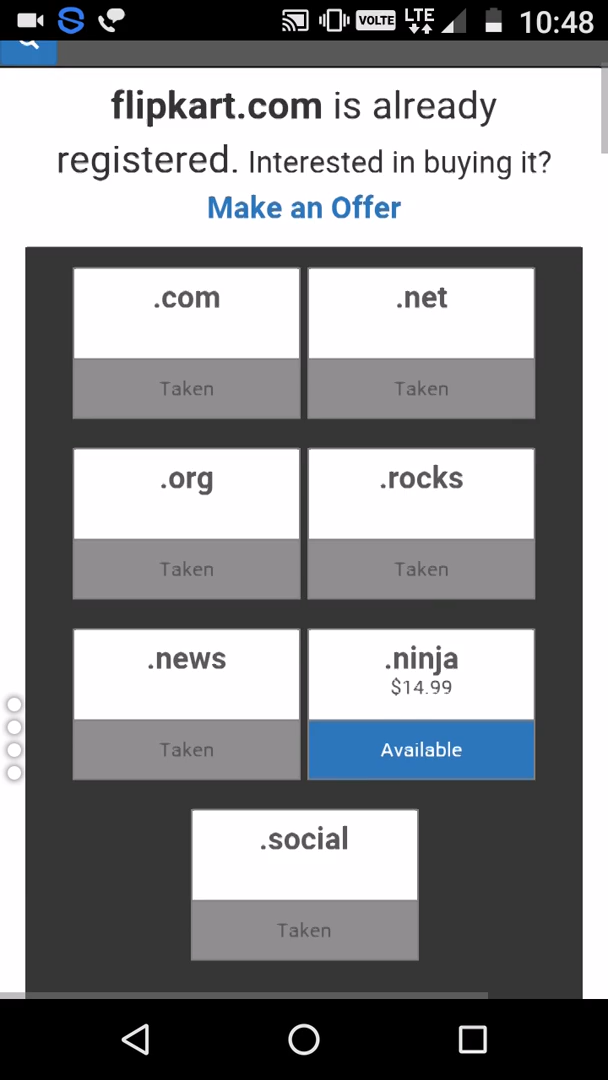 VOLTE LTE 10:48
flipkart.com is already
registered. Interested in buying it?
Make an Offer
.com .net
Taken Taken
.org .rocks
Taken Taken
.news .ninja
$14.99
Taken Available
.social
Taken